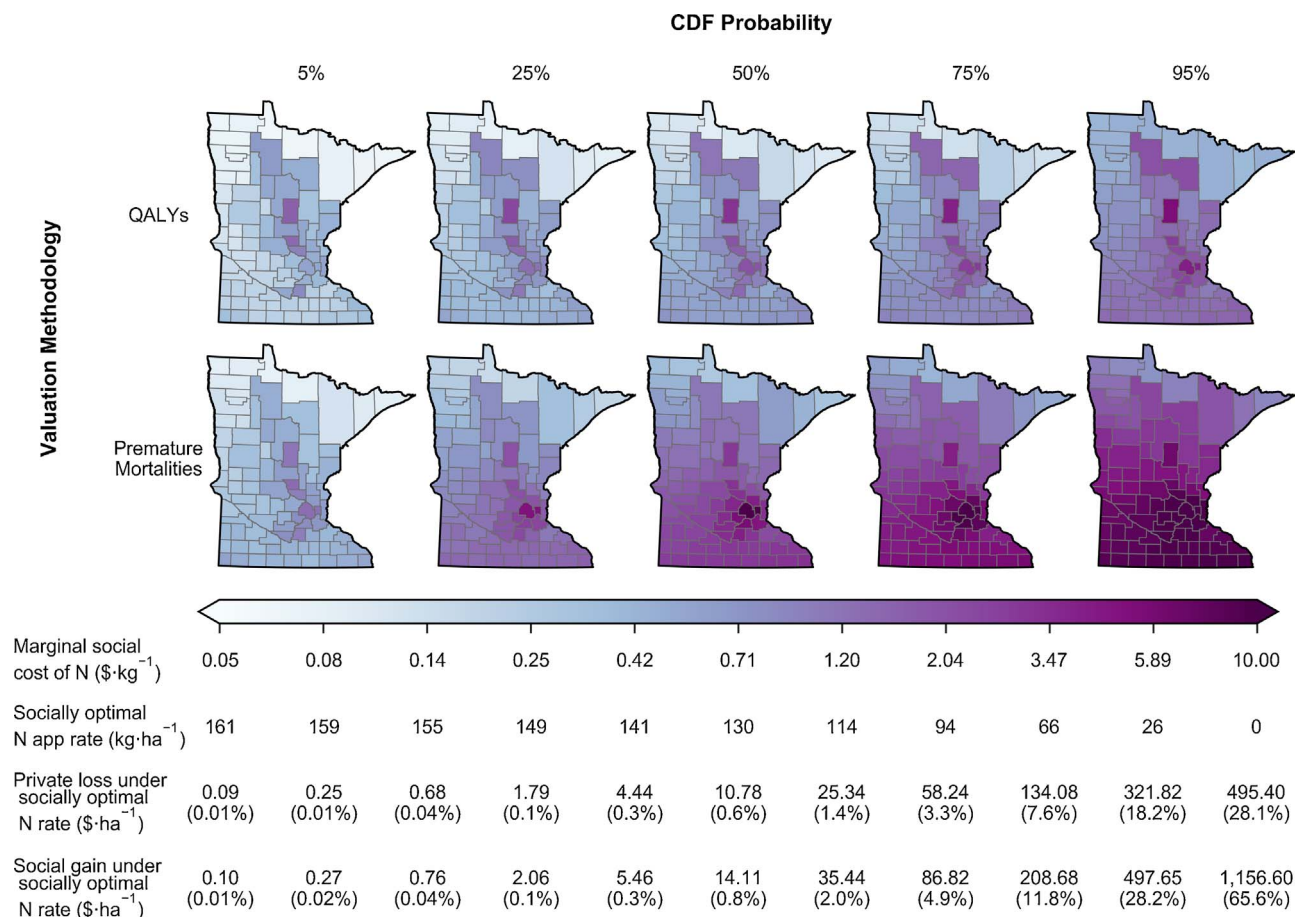 CDF Probability
5% 25% 50% 75% 95%
Valuation Methodology
QALYs
Premature
Mortalities
Marginal social
cost of N ($·kg⁻¹)
0.05 0.08 0.14 0.25 0.42 0.71 1.20 2.04 3.47 5.89 10.00
Socially optimal
N app rate (kg·ha⁻¹)
161 159 155 149 141 130 114 94 66 26 0
Private loss under
socially optimal
N rate ($·ha⁻¹)
0.09 0.25 0.68 1.79 4.44 10.78 25.34 58.24 134.08 321.82 495.40
(0.01%) (0.01%) (0.04%) (0.1%) (0.3%) (0.6%) (1.4%) (3.3%) (7.6%) (18.2%) (28.1%)
Social gain under
socially optimal
N rate ($·ha⁻¹)
0.10 0.27 0.76 2.06 5.46 14.11 35.44 86.82 208.68 497.65 1,156.60
(0.01%) (0.02%) (0.04%) (0.1%) (0.3%) (0.8%) (2.0%) (4.9%) (11.8%) (28.2%) (65.6%)